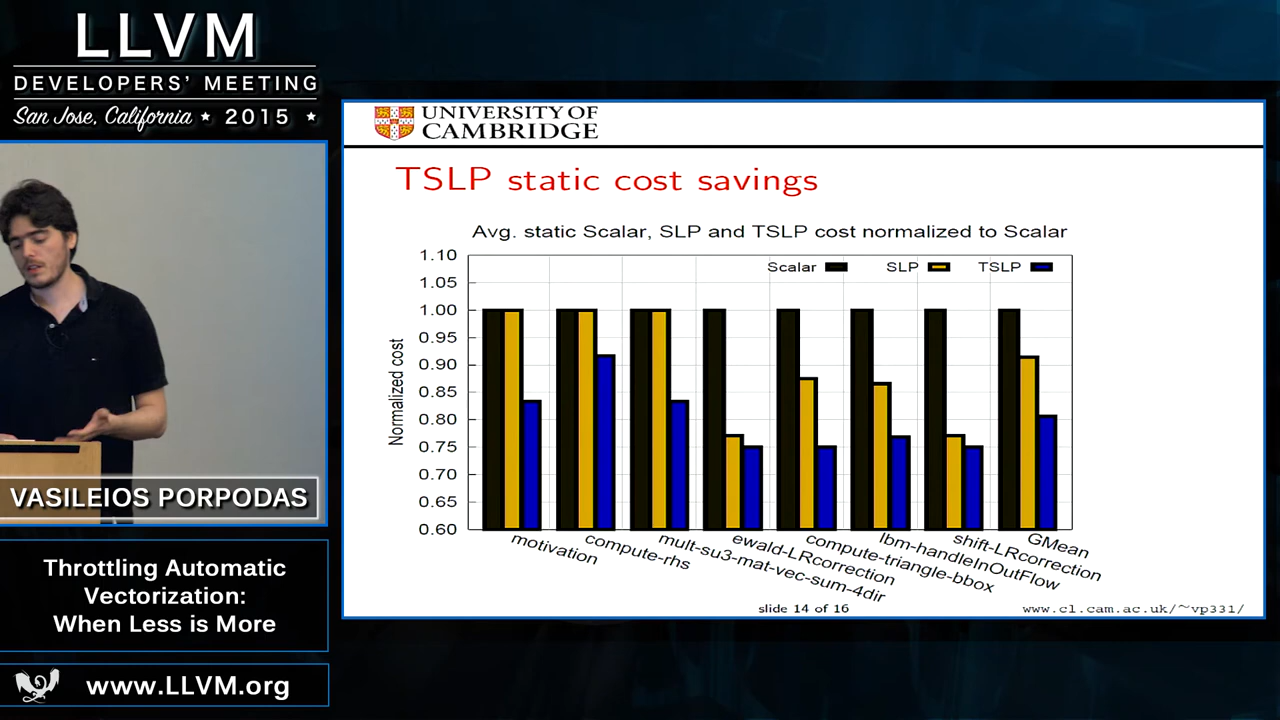 LLVM
DEVELOPERS' MEETING
San Jose, California ★ 2015 ★
VASILEIOS PORPODAS
Throttling Automatic
Vectorization:
When Less is More
www.LLVM.org
UNIVERSITY OF
CAMBRIDGE
TSLP static cost savings
Avg. static Scalar, SLP and TSLP cost normalized to Scalar
Scalar SLP TSLP
Normalized cost
1.10
1.05
1.00
0.95
0.90
0.85
0.80
0.75
0.70
0.65
0.60
motivation
compute-rhs
mult-su3-mat-vec-sum-4dir
ewald-LRcorrection
compute-triangle-bbox
lbm-handleInOutFlow
shift-LRcorrection
GMean
slide 14 of 16
www.cl.cam.ac.uk/~vp331/